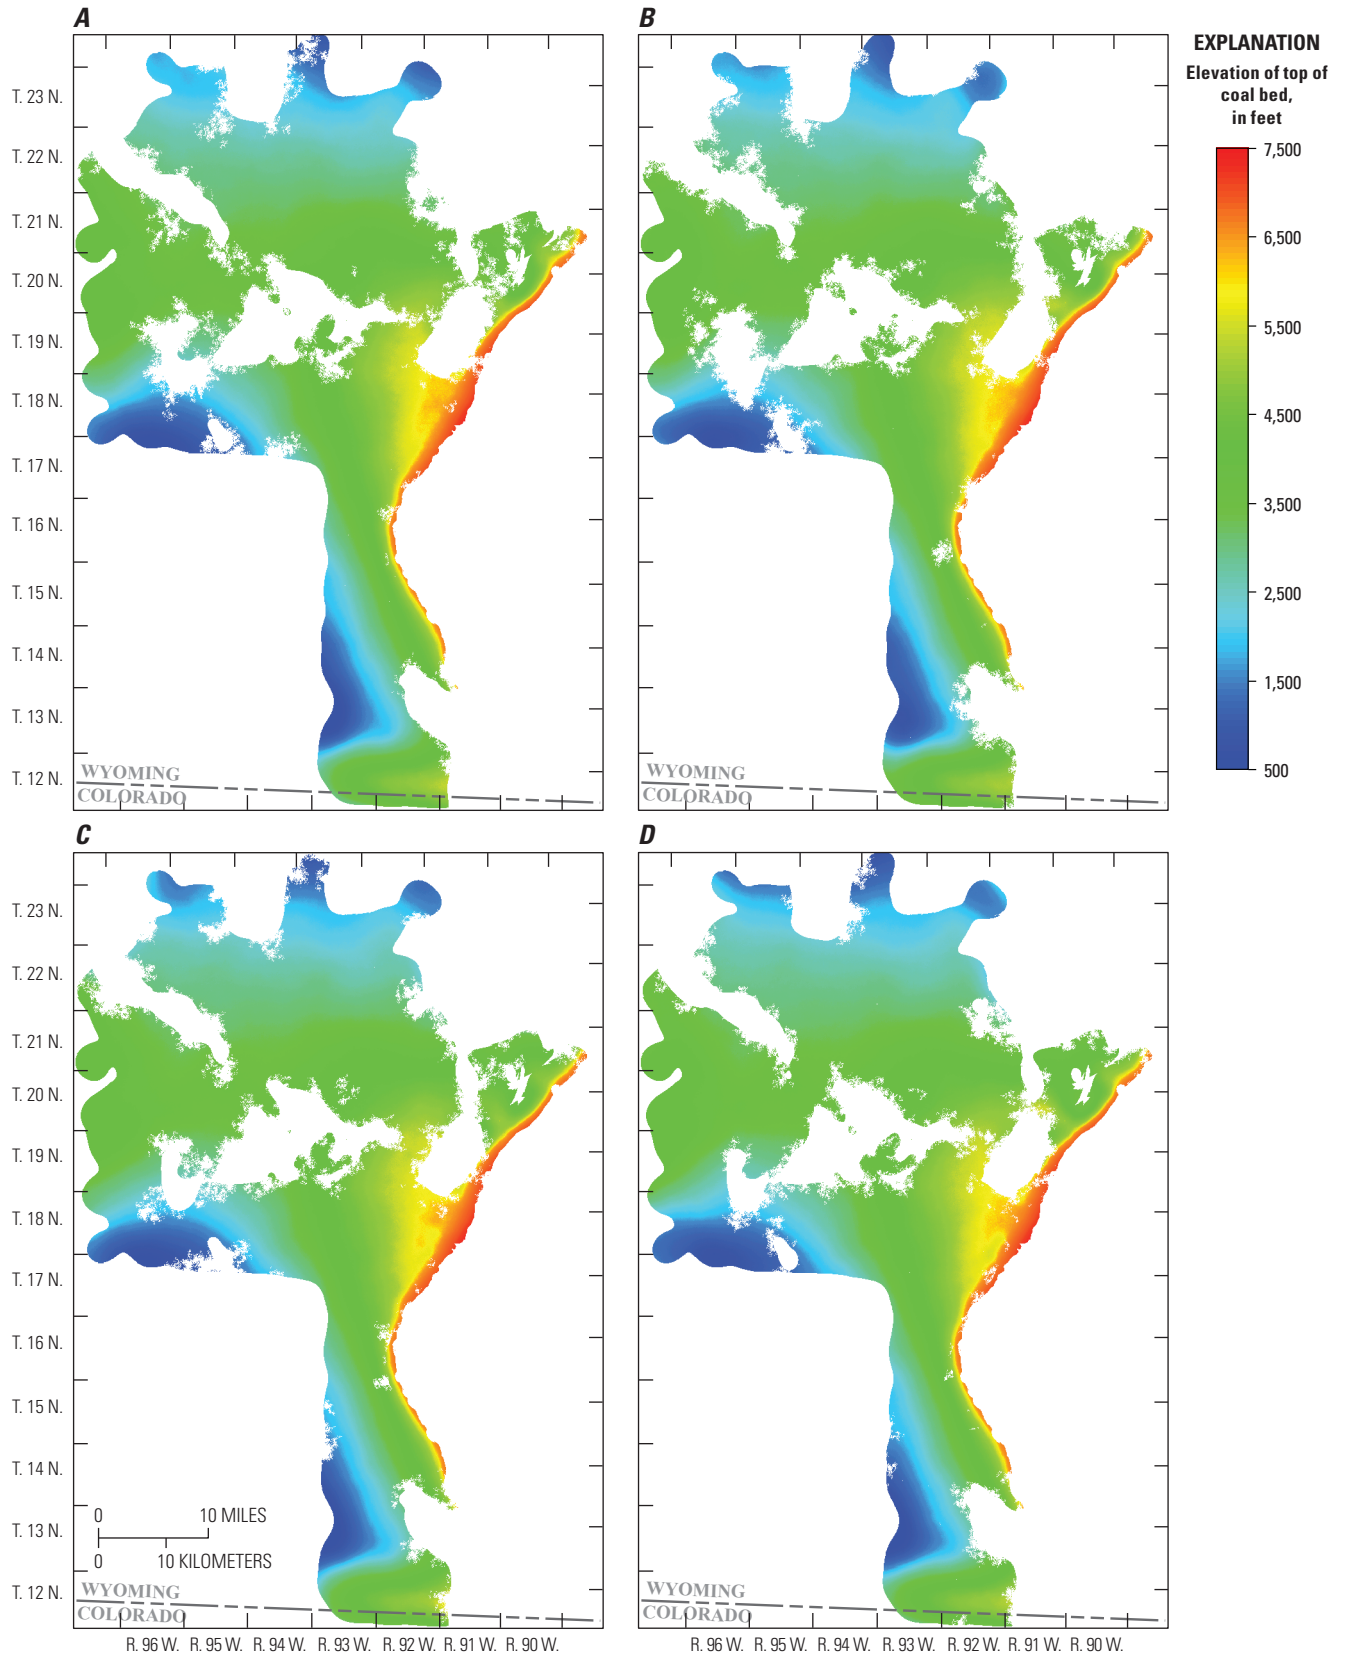 A
B
EXPLANATION
Elevation of top of
coal bed,
in feet
7,500
6,500
5,500
4,500
3,500
2,500
1,500
500
T. 23 N.
T. 22 N.
T. 21 N.
T. 20 N.
T. 19 N.
T. 18 N.
T. 17 N.
T. 16 N.
T. 15 N.
T. 14 N.
T. 13 N.
T. 12 N.
WYOMING
COLORADO
WYOMING
COLORADO
C
D
T. 23 N.
T. 22 N.
T. 21 N.
T. 20 N.
T. 19 N.
T. 18 N.
T. 17 N.
T. 16 N.
T. 15 N.
T. 14 N.
T. 13 N.
T. 12 N.
0 10 MILES
0 10 KILOMETERS
WYOMING
COLORADO
WYOMING
COLORADO
R. 96 W. R. 95 W. R. 94 W. R. 93 W. R. 92 W. R. 91 W. R. 90 W.
R. 96 W. R. 95 W. R. 94 W. R. 93 W. R. 92 W. R. 91 W. R. 90 W.